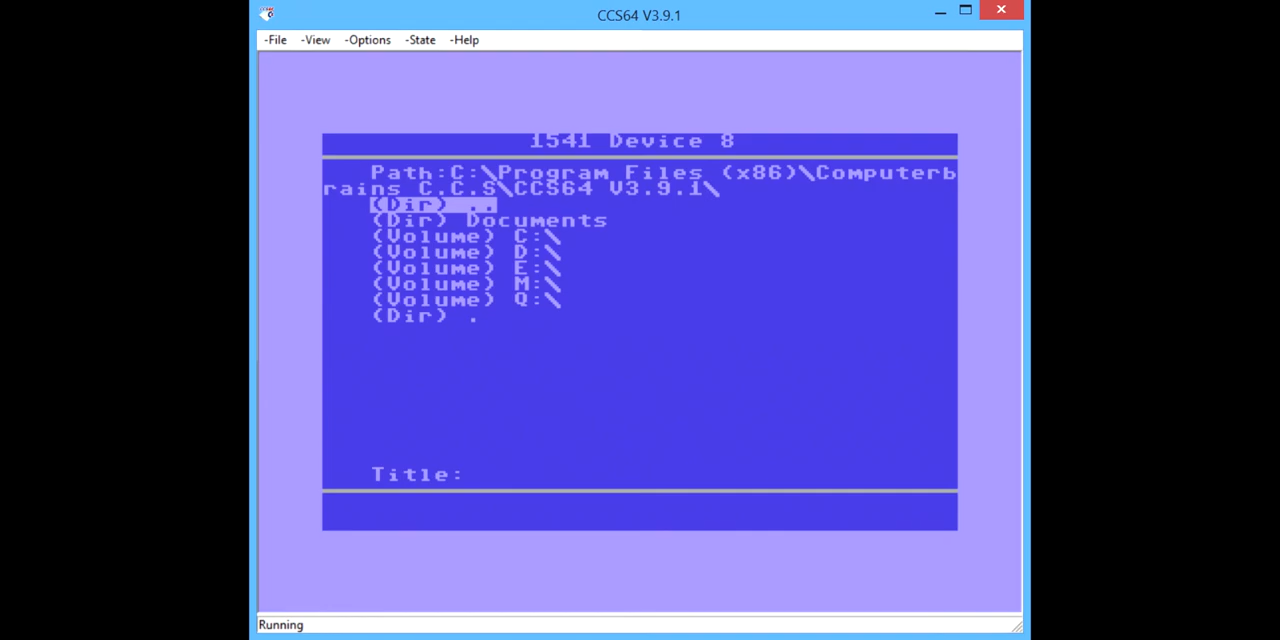 CCS64 V3.9.1
-File -View -Options -State -Help
1541 Device 8
Path:C:\Program Files (x86)\Computerb
rains C.C.S\CCS64 V3.9.1\
(Dir) ..
(Dir) Documents
(Volume) C:\
(Volume) D:\
(Volume) E:\
(Volume) M:\
(Volume) Q:\
(Dir) .
Title:
Running